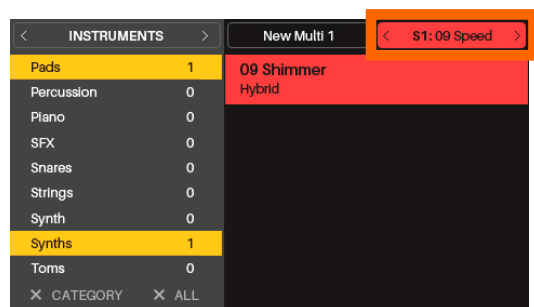 INSTRUMENTS
Pads 1
Percussion 0
Piano 0
SFX 0
Snares 0
Strings 0
Synth 0
Synths 1
Toms 0
× CATEGORY × ALL
New Multi 1
S1: 09 Speed
09 Shimmer
Hybrid